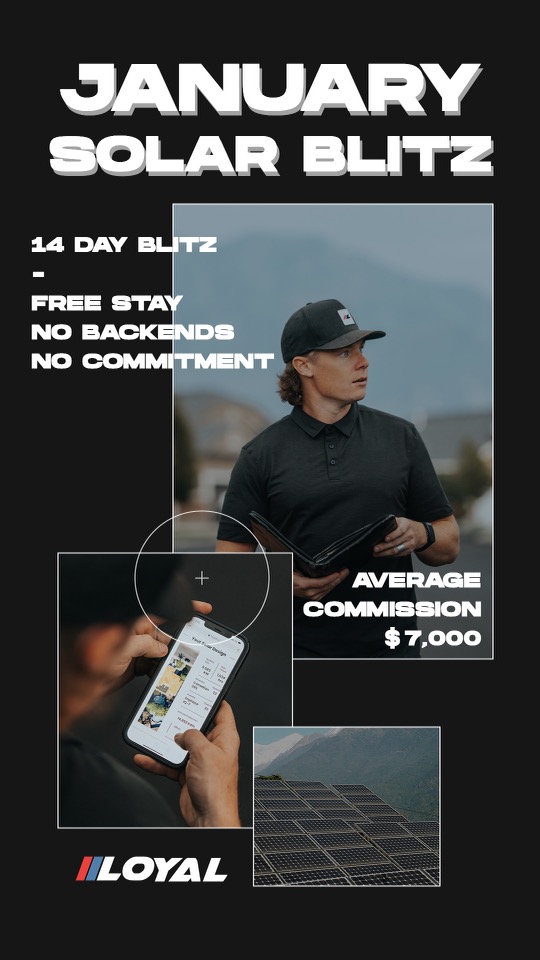 JANUARY
SOLAR BLITZ
14 DAY BLITZ
-
FREE STAY
NO BACKENDS
NO COMMITMENT
AVERAGE
COMMISSION
$7,000
Your Solar Design
LOYAL